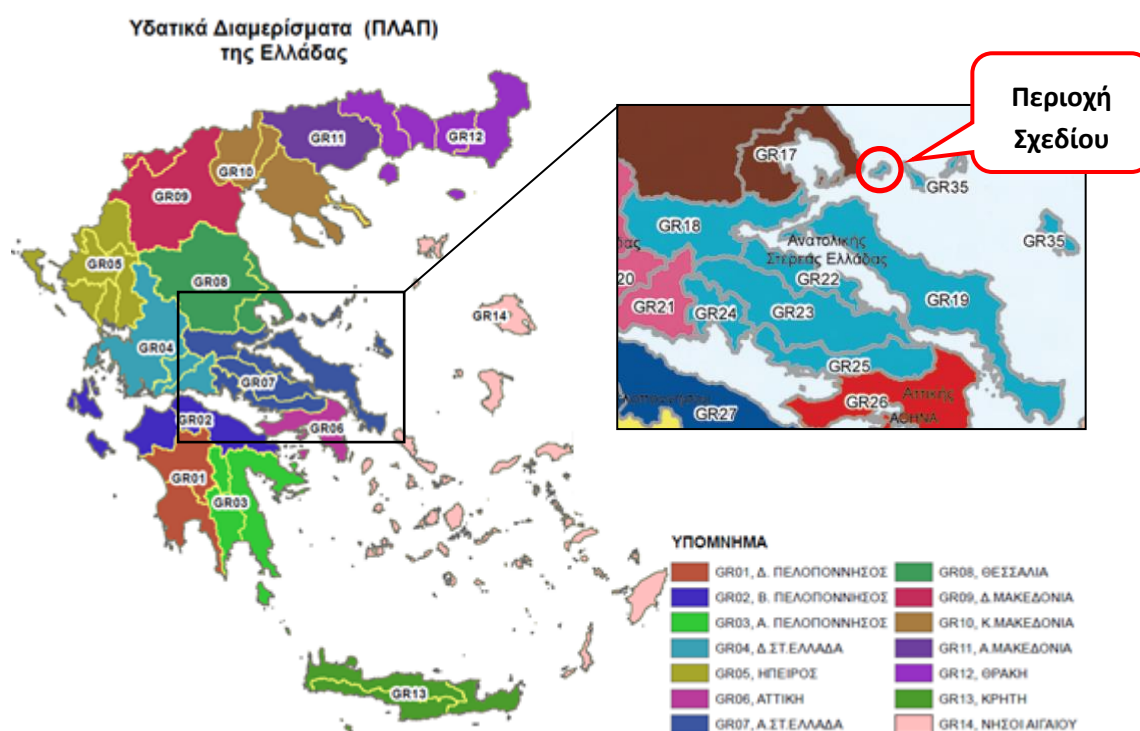 Υδατικά Διαμερίσματα (ΠΛΑΠ)
της Ελλάδας
Περιοχή
Σχεδίου
GR11
GR12
GR10
GR09
GR05
GR08
GR14
GR04
GR07
GR02
GR06
GR01
GR03
GR13
GR17
GR35
GR18
GR35
Ανατολικής
Στερεάς Ελλάδας
GR22
GR19
20
GR21
GR24
GR23
GR25
Αττικής
GR26
ΑΘΗΝΑ
GR27
ΥΠΟΜΝΗΜΑ
GR01, Δ. ΠΕΛΟΠΟΝΝΗΣΟΣ
GR02, Β. ΠΕΛΟΠΟΝΝΗΣΟΣ
GR03, Α. ΠΕΛΟΠΟΝΝΗΣΟΣ
GR04, Δ.ΣΤ.ΕΛΛΑΔΑ
GR05, ΗΠΕΙΡΟΣ
GR06, ΑΤΤΙΚΗ
GR07, Α.ΣΤ.ΕΛΛΑΔΑ
GR08, ΘΕΣΣΑΛΙΑ
GR09, Δ.ΜΑΚΕΔΟΝΙΑ
GR10, Κ.ΜΑΚΕΔΟΝΙΑ
GR11, Α.ΜΑΚΕΔΟΝΙΑ
GR12, ΘΡΑΚΗ
GR13, ΚΡΗΤΗ
GR14, ΝΗΣΟΙ ΑΙΓΑΙΟΥ